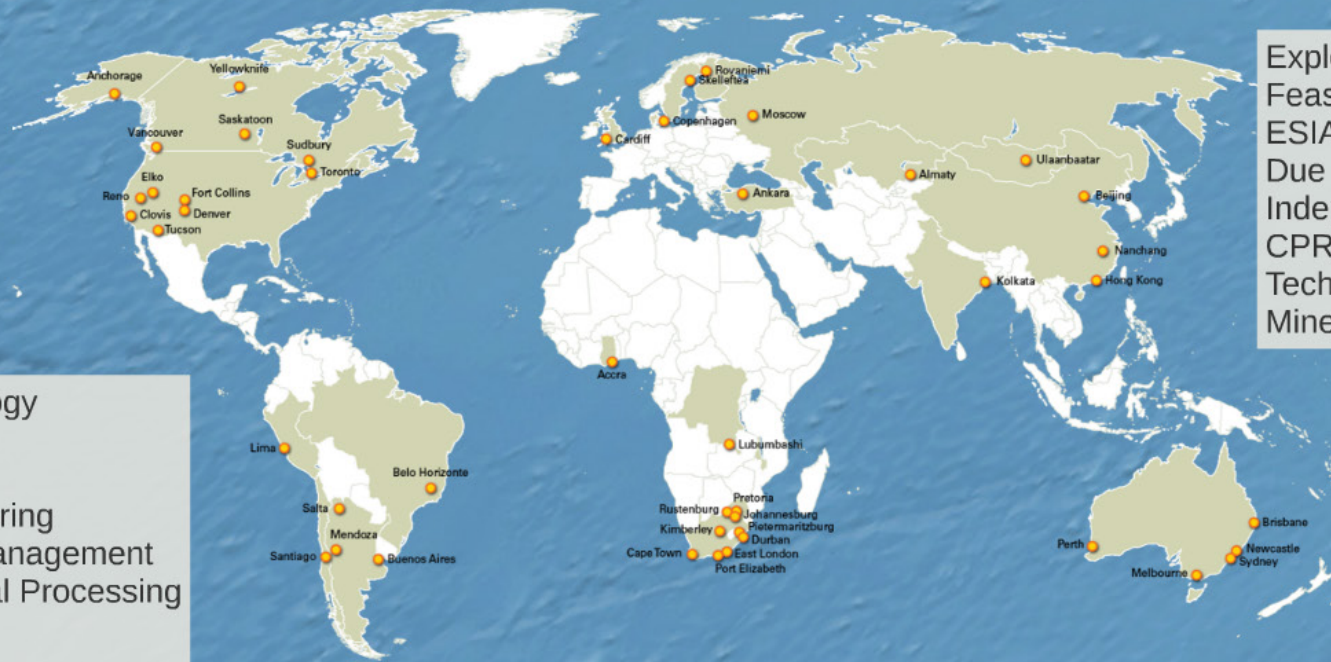 Anchorage
Yellowknife
Vancouver
Saskatoon
Sudbury
Toronto
Elko
Reno
Fort Collins
Clovis
Denver
Tucson
Rovaniemi
Skelleftea
Copenhagen
Moscow
Cardiff
Ankara
Almaty
Ulaanbaatar
Beijing
Nanchang
Kolkata
Hong Kong
Accra
Lubumbashi
Lima
Belo Horizonte
Salta
Mendoza
Santiago
Buenos Aires
Pretoria
Rustenburg
Johannesburg
Kimberley
Pietermaritzburg
Durban
Cape Town
East London
Port Elizabeth
Brisbane
Perth
Newcastle
Sydney
Melbourne
Explo
Feas
ESIA
Due
Inde
CPR
Tech
Mine
ogy
ring
anagement
al Processing